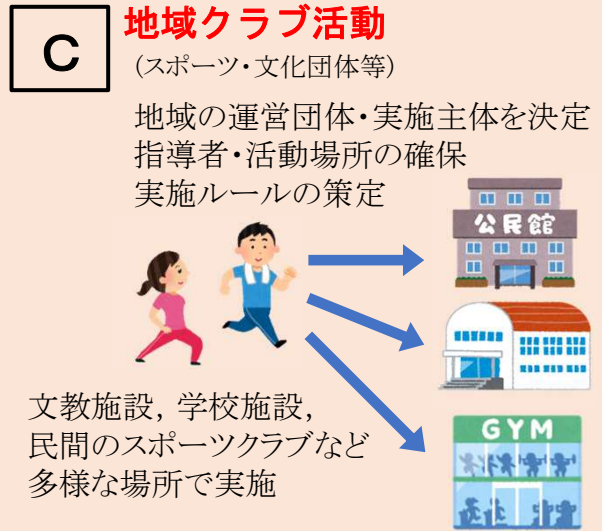 C
地域クラブ活動
(スポーツ・文化団体等)
地域の運営団体・実施主体を決定
指導者・活動場所の確保
実施ルールの策定
公民館
文教施設，学校施設，
民間のスポーツクラブなど
多様な場所で実施
GYM